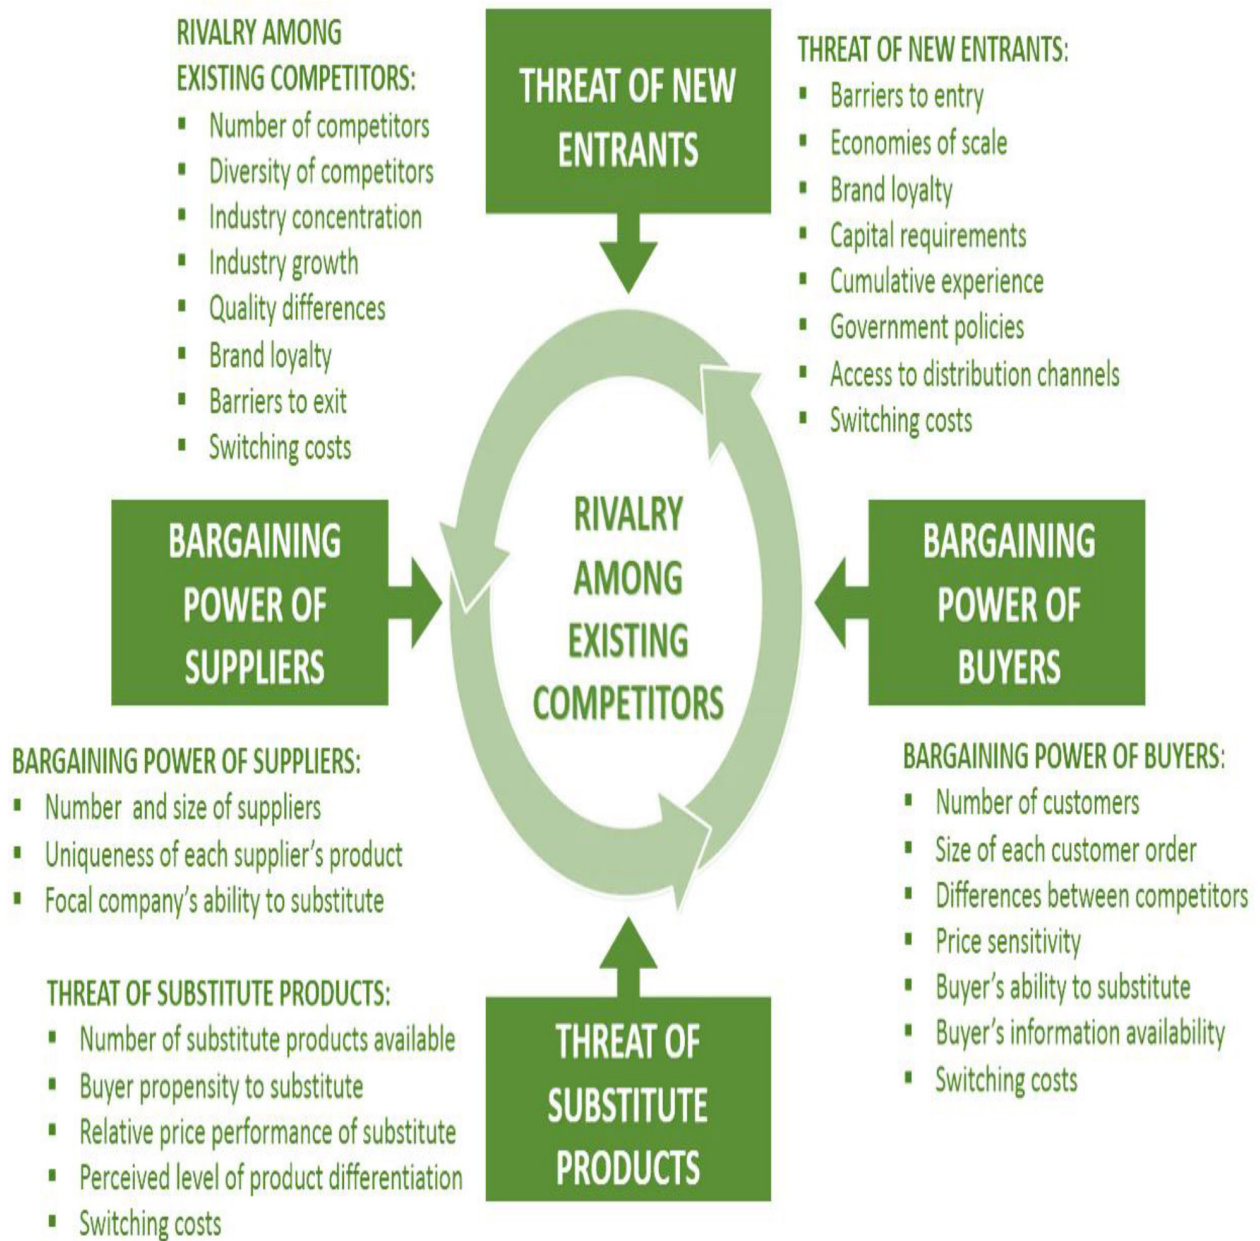 RIVALRY AMONG
EXISTING COMPETITORS:
▪ Number of competitors
▪ Diversity of competitors
▪ Industry concentration
▪ Industry growth
▪ Quality differences
▪ Brand loyalty
▪ Barriers to exit
▪ Switching costs
THREAT OF NEW
ENTRANTS
THREAT OF NEW ENTRANTS:
▪ Barriers to entry
▪ Economies of scale
▪ Brand loyalty
▪ Capital requirements
▪ Cumulative experience
▪ Government policies
▪ Access to distribution channels
▪ Switching costs
BARGAINING
POWER OF
SUPPLIERS
RIVALRY
AMONG
EXISTING
COMPETITORS
BARGAINING
POWER OF
BUYERS
BARGAINING POWER OF SUPPLIERS:
▪ Number and size of suppliers
▪ Uniqueness of each supplier's product
▪ Focal company's ability to substitute
BARGAINING POWER OF BUYERS:
▪ Number of customers
▪ Size of each customer order
▪ Differences between competitors
▪ Price sensitivity
▪ Buyer's ability to substitute
▪ Buyer's information availability
▪ Switching costs
THREAT OF SUBSTITUTE PRODUCTS:
▪ Number of substitute products available
▪ Buyer propensity to substitute
▪ Relative price performance of substitute
▪ Perceived level of product differentiation
▪ Switching costs
THREAT OF
SUBSTITUTE
PRODUCTS